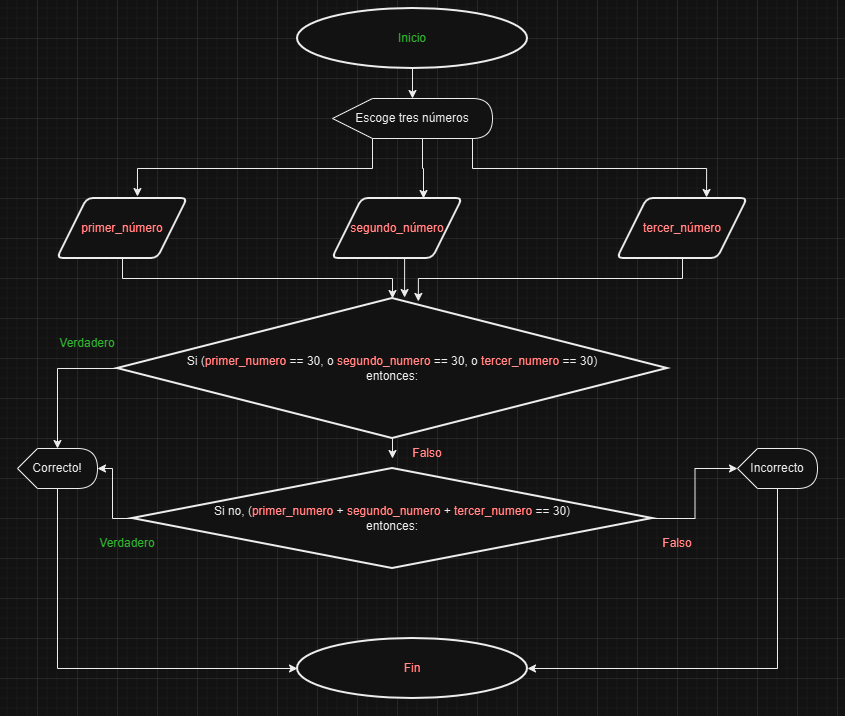 Inicio
Escoge tres números
primer_número
segundo_número
tercer_número
Verdadero
Si (primer_numero == 30, o segundo_numero == 30, o tercer_numero == 30)
entonces:
Falso
Correcto!
Incorrecto
Si no, (primer_numero + segundo_numero + tercer_numero == 30)
entonces:
Verdadero
Falso
Fin